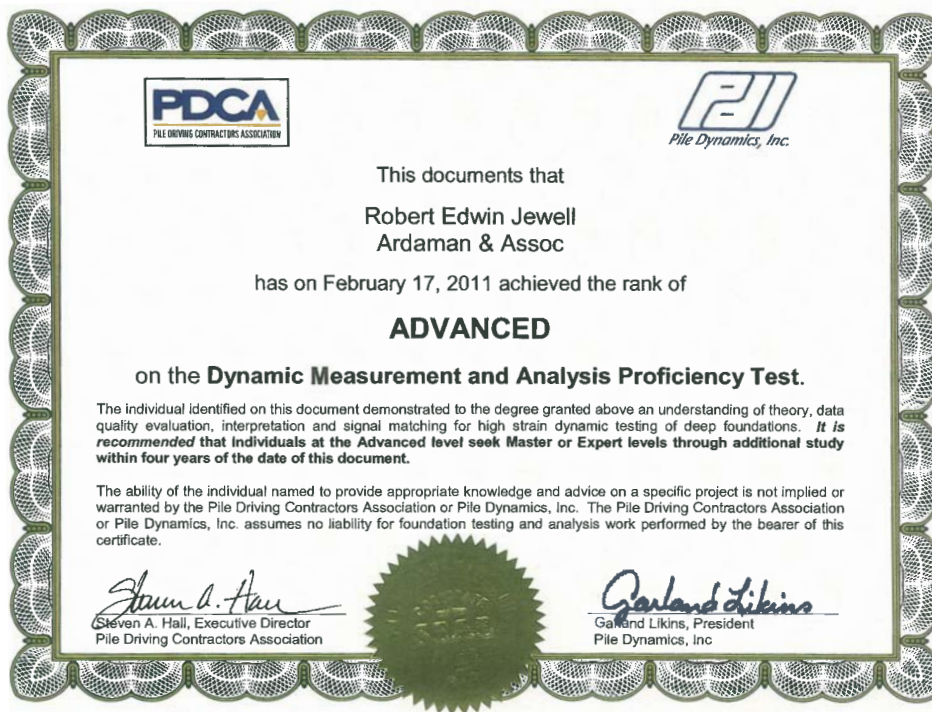 PDCA
PILE DRIVING CONTRACTORS ASSOCIATION
PDI
Pile Dynamics, Inc.
This documents that
Robert Edwin Jewell
Ardaman & Assoc
has on February 17, 2011 achieved the rank of
ADVANCED
on the Dynamic Measurement and Analysis Proficiency Test.
The individual identified on this document demonstrated to the degree granted above an understanding of theory, data
quality evaluation, interpretation and signal matching for high strain dynamic testing of deep foundations. It is
recommended that individuals at the Advanced level seek Master or Expert levels through additional study
within four years of the date of this document.
The ability of the individual named to provide appropriate knowledge and advice on a specific project is not implied or
warranted by the Pile Driving Contractors Association or Pile Dynamics, Inc. The Pile Driving Contractors Association
or Pile Dynamics, Inc. assumes no liability for foundation testing and analysis work performed by the bearer of this
certificate.
Steven A. Hall
Garland Likins
Steven A. Hall, Executive Director
Pile Driving Contractors Association
Garland Likins, President
Pile Dynamics, Inc